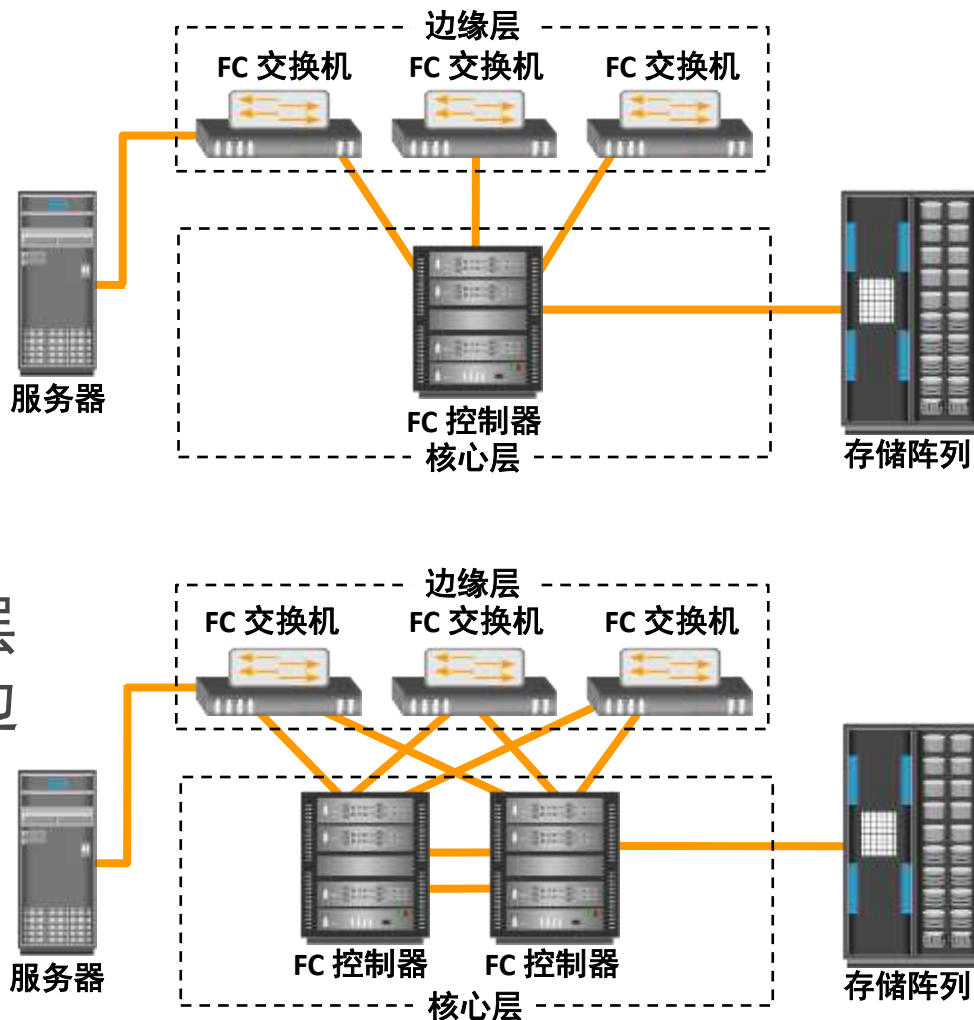 边缘层
FC 交换机 FC 交换机 FC 交换机
服务器
FC 控制器
核心层
存储阵列
边缘层
FC 交换机 FC 交换机 FC 交换机
层
边
服务器
FC 控制器 FC 控制器
核心层
存储阵列